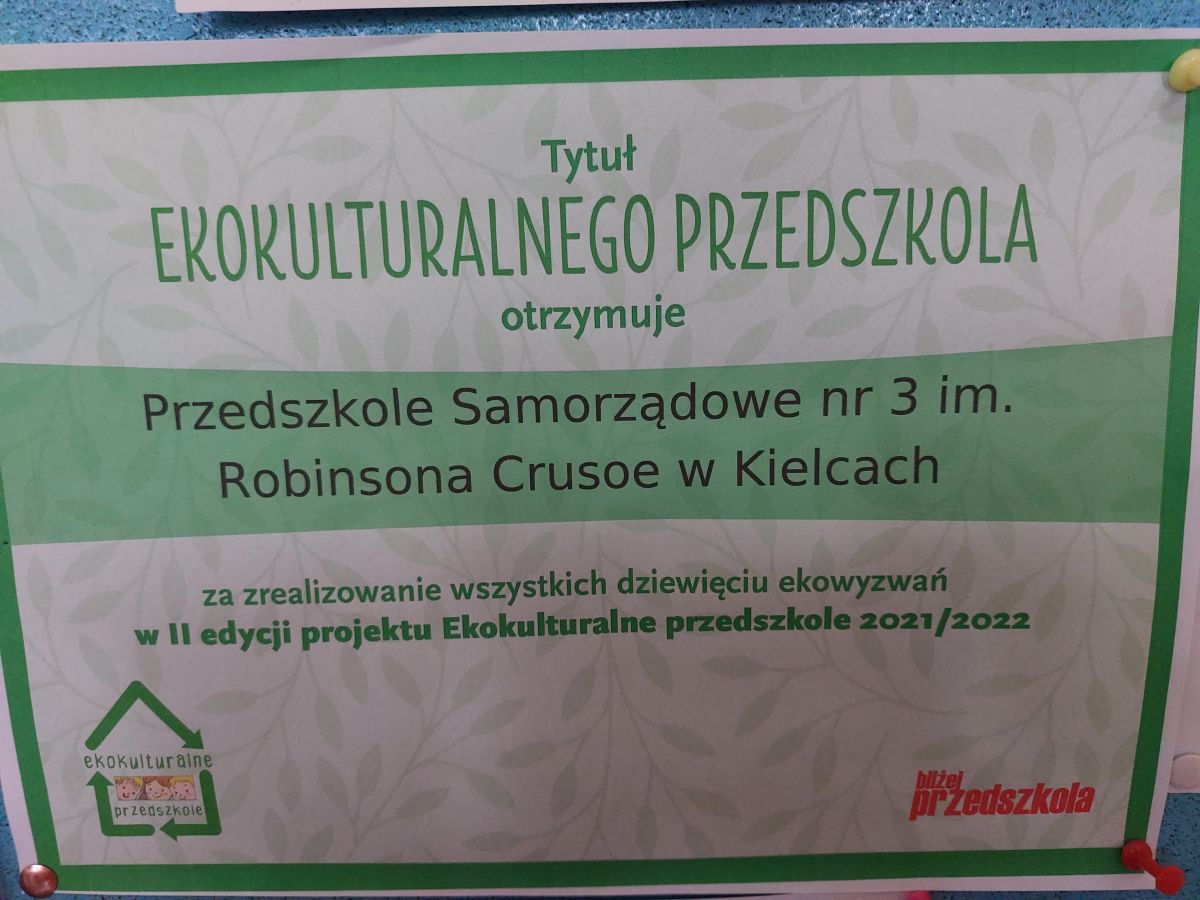 Tytuł
EKOKULTURALNEGO PRZEDSZKOLA
otrzymuje
Przedszkole Samorządowe nr 3 im.
Robinsona Crusoe w Kielcach
za zrealizowanie wszystkich dziewięciu ekowyzwań
w II edycji projektu Ekokulturalne przedszkole 2021/2022
ekokulturalne
przedszkole
bliżej
przedszkola